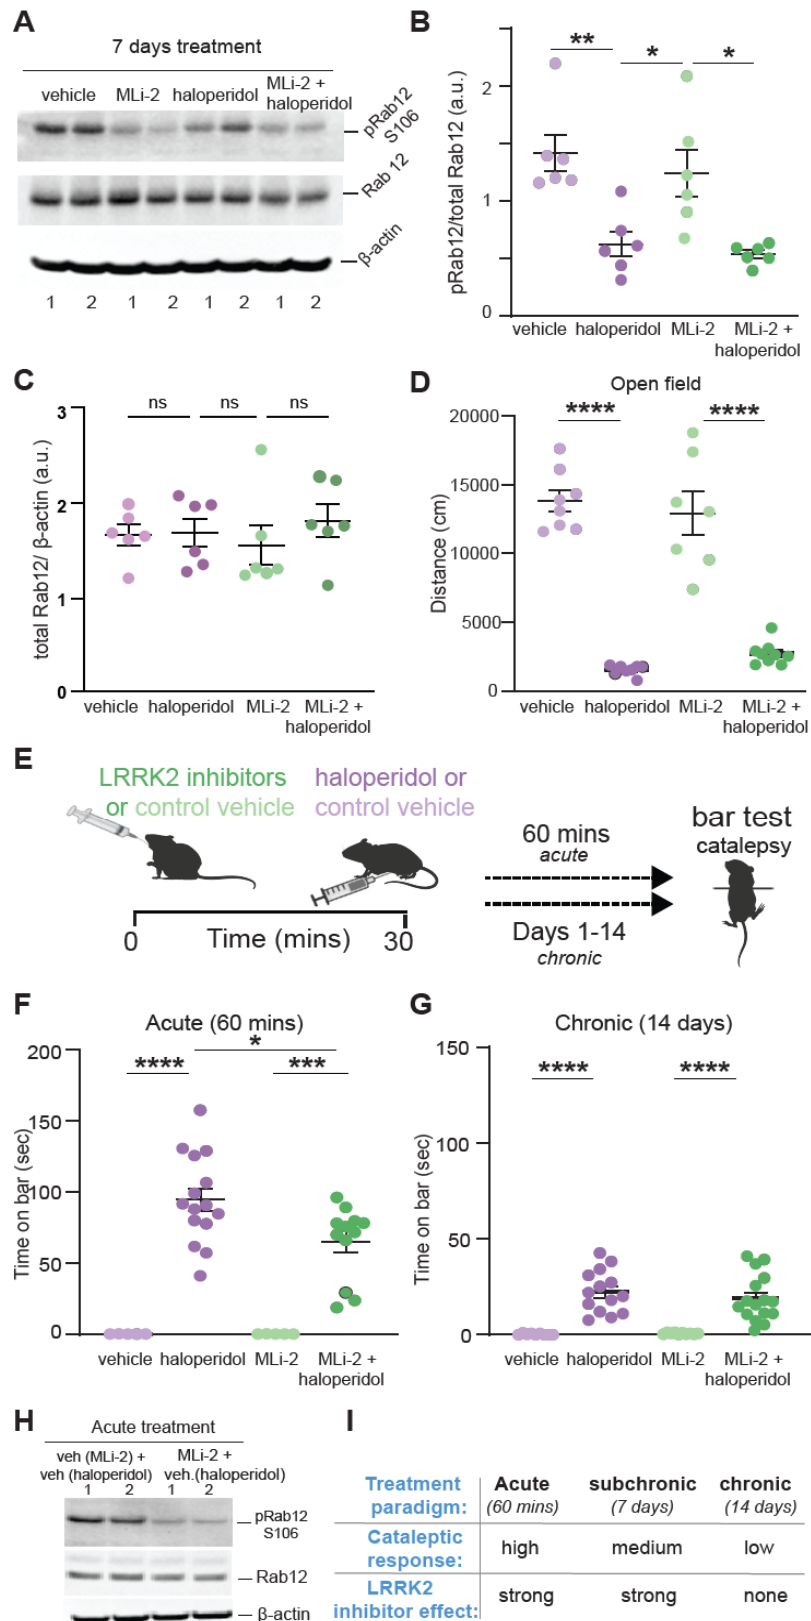 A
7 days treatment
vehicle MLi-2 haloperidol MLi-2 + haloperidol
pRab12 S106
Rab 12
β-actin
1 2 1 2 1 2 1 2
B
pRab12/total Rab12 (a.u.)
** * *
2
1
0
vehicle haloperidol MLi-2 MLi-2 + haloperidol
C
total Rab12/ β-actin (a.u.)
ns ns ns
3
2
1
0
vehicle haloperidol MLi-2 MLi-2 + haloperidol
D
Open field
Distance (cm)
**** ****
20000
15000
10000
5000
0
vehicle haloperidol MLi-2 MLi-2 + haloperidol
E
LRRK2 inhibitors
or control vehicle
haloperidol or
control vehicle
0 Time (mins) 30
60 mins
acute
Days 1-14
chronic
bar test
catalepsy
F
Acute (60 mins)
Time on bar (sec)
*
**** ***
200
150
100
50
0
vehicle haloperidol MLi-2 MLi-2 + haloperidol
G
Chronic (14 days)
Time on bar (sec)
**** ****
150
100
50
0
vehicle haloperidol MLi-2 MLi-2 + haloperidol
H
Acute treatment
veh (MLi-2) +
veh (haloperidol)
MLi-2 +
veh.(haloperidol)
1 2 1 2
pRab12
S106
Rab12
β-actin
I
Treatment paradigm: Acute (60 mins) subchronic (7 days) chronic (14 days)
Cataleptic response: high medium low
LRRK2 inhibitor effect: strong strong none